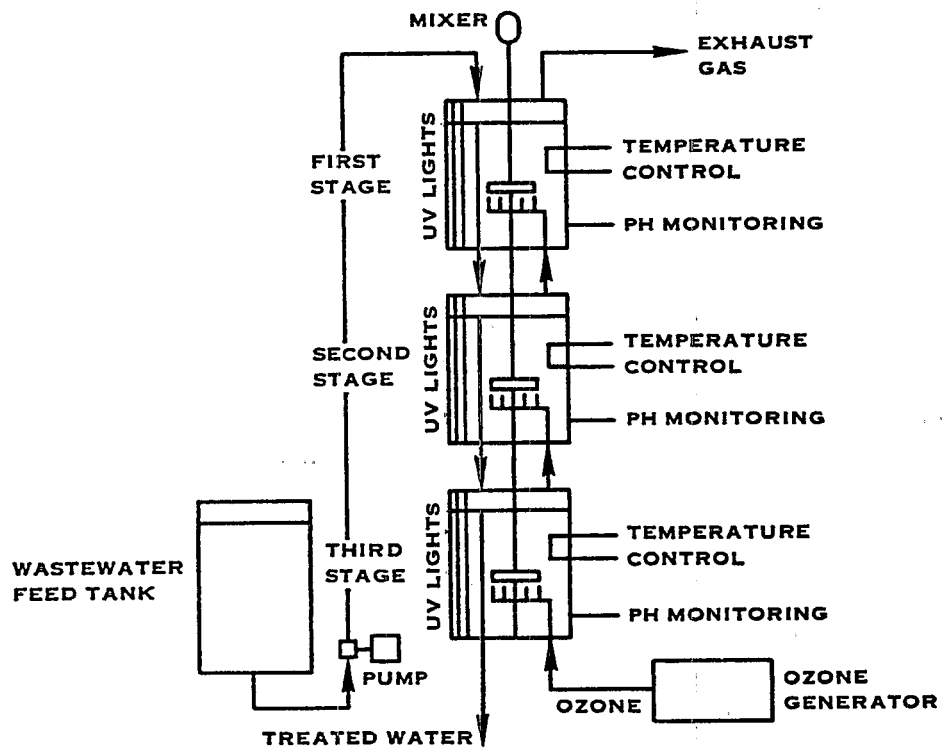 MIXER
EXHAUST
GAS
UV LIGHTS
TEMPERATURE
CONTROL
FIRST
STAGE
PH MONITORING
UV LIGHTS
TEMPERATURE
CONTROL
SECOND
STAGE
PH MONITORING
UV LIGHTS
TEMPERATURE
CONTROL
THIRD
STAGE
WASTEWATER
FEED TANK
PH MONITORING
PUMP
OZONE
OZONE
GENERATOR
TREATED WATER